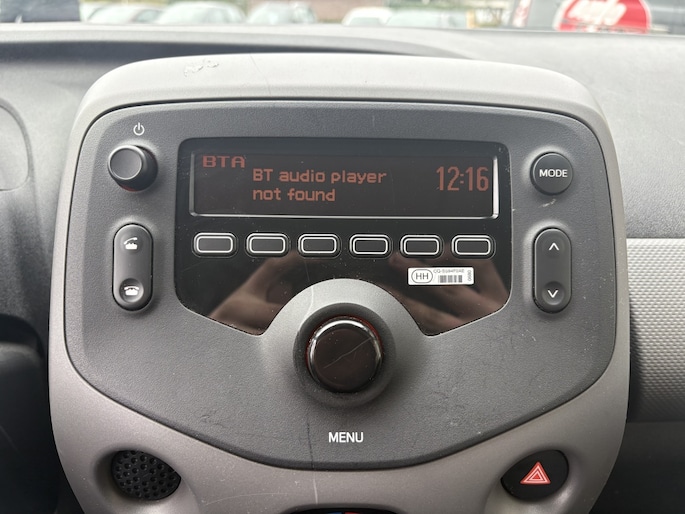 BTA
BT audio player
not found
12:16
MODE
HH
MENU